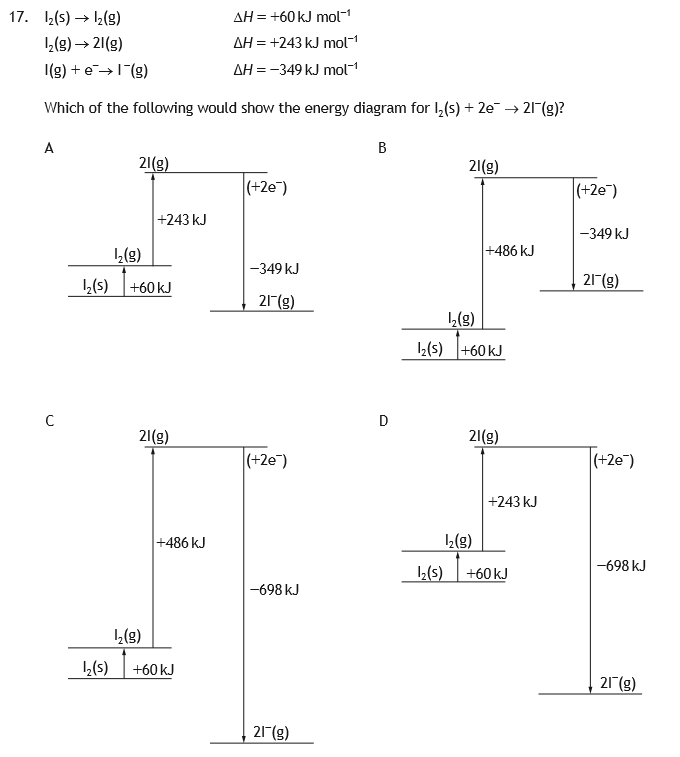 17. I₂(s) → I₂(g) ΔH = +60 kJ mol⁻¹
I₂(g) → 2I(g) ΔH = +243 kJ mol⁻¹
I(g) + e⁻ → I⁻(g) ΔH = −349 kJ mol⁻¹
Which of the following would show the energy diagram for I₂(s) + 2e⁻ → 2I⁻(g)?
A
2I(g)
(+2e⁻)
+243 kJ
I₂(g)
−349 kJ
I₂(s) +60 kJ
2I⁻(g)
B
2I(g)
(+2e⁻)
−349 kJ
+486 kJ
2I⁻(g)
I₂(g)
I₂(s) +60 kJ
C
2I(g)
(+2e⁻)
+486 kJ
−698 kJ
I₂(g)
I₂(s) +60 kJ
2I⁻(g)
D
2I(g)
(+2e⁻)
+243 kJ
I₂(g)
−698 kJ
I₂(s) +60 kJ
2I⁻(g)